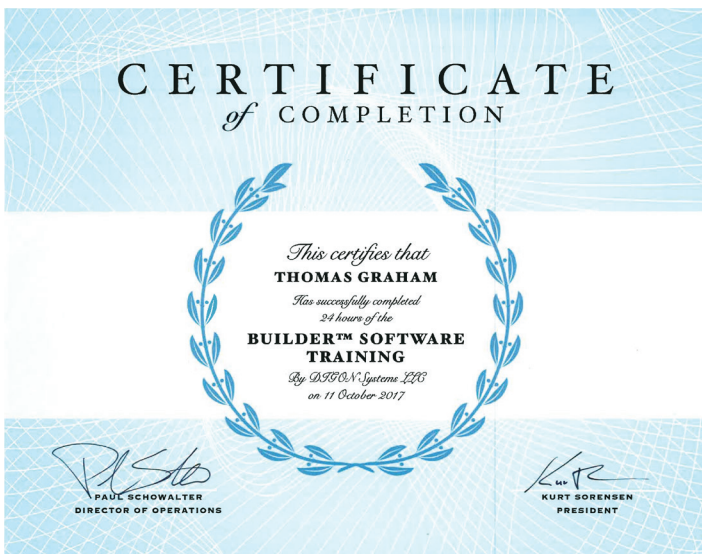 CERTIFICATE
of COMPLETION
This certifies that
THOMAS GRAHAM
Has successfully completed
24 hours of the
BUILDER™ SOFTWARE
TRAINING
By DIGON Systems LLC
on 11 October 2017
PAUL SCHOWALTER
DIRECTOR OF OPERATIONS
KURT SORENSEN
PRESIDENT